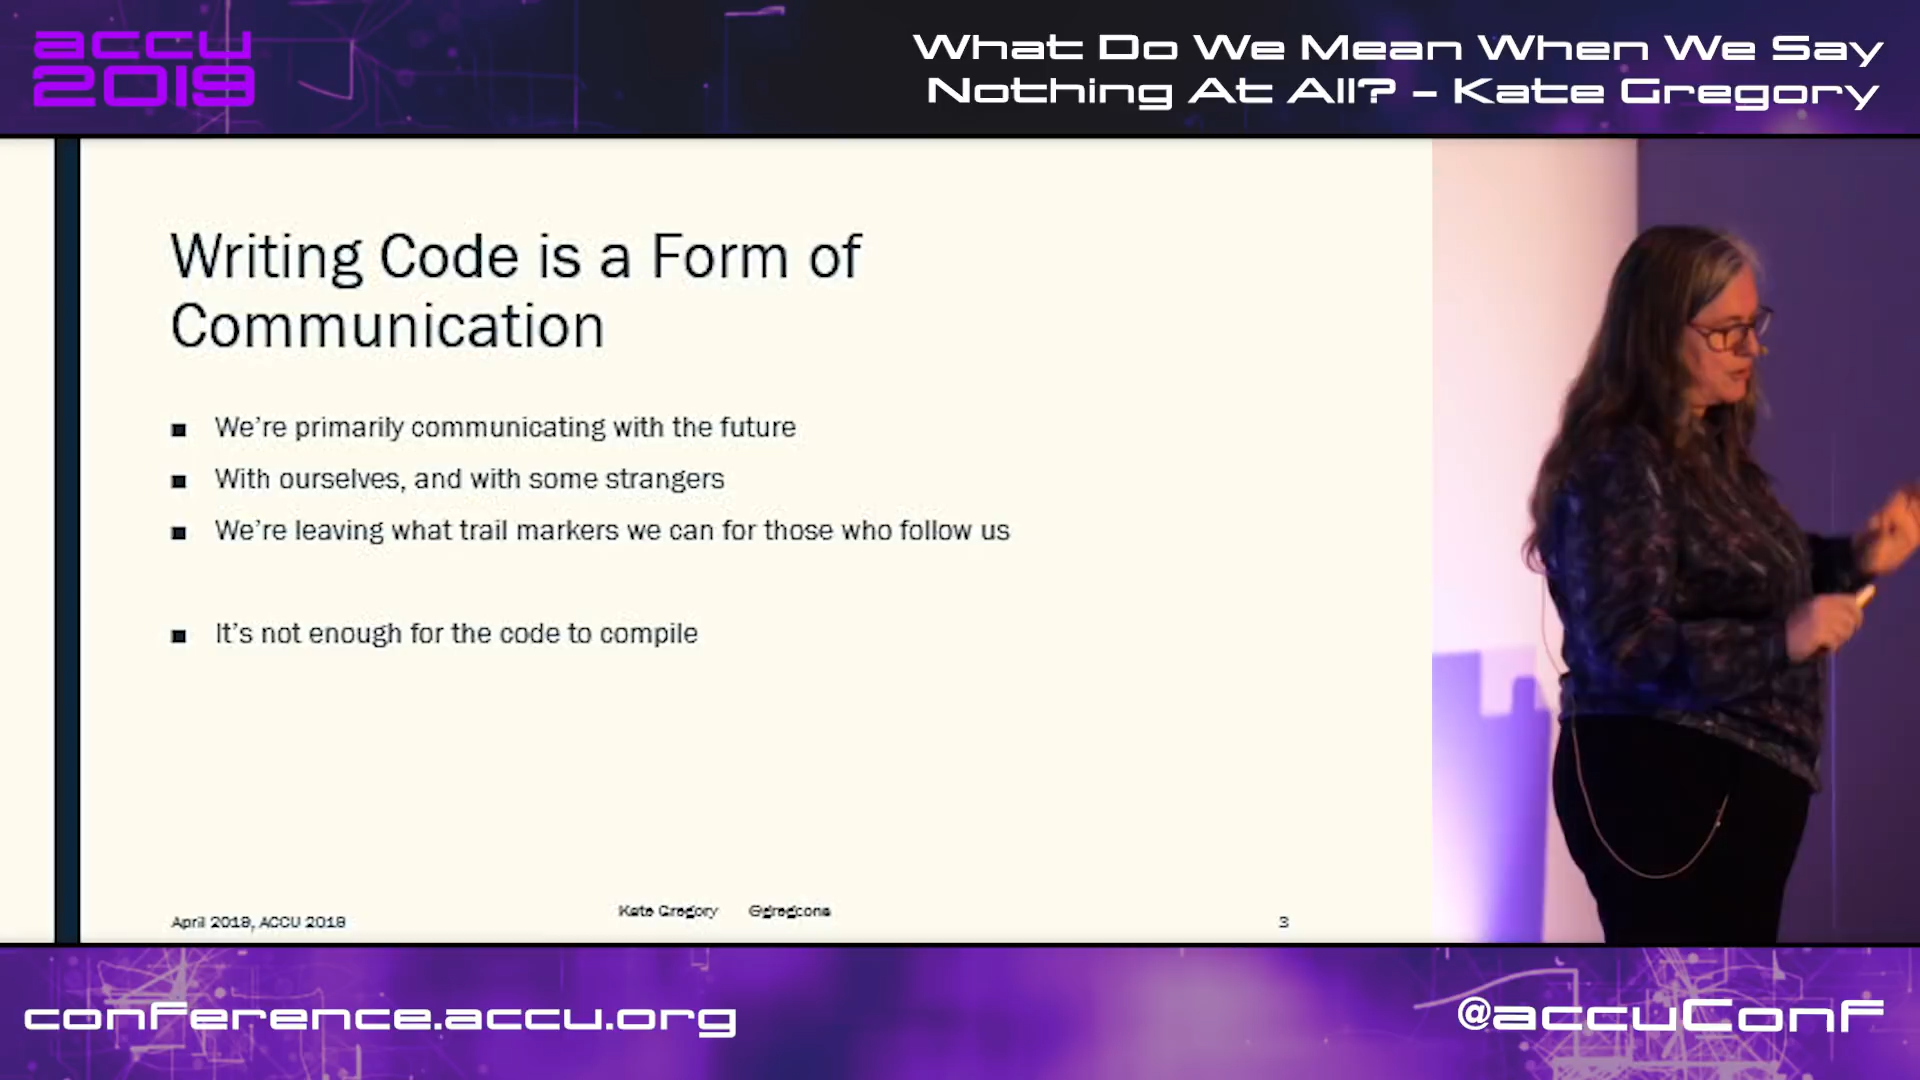 accu
2019
What Do We Mean When We Say
Nothing At All? - Kate Gregory
Writing Code is a Form of
Communication
We're primarily communicating with the future
With ourselves, and with some strangers
We're leaving what trail markers we can for those who follow us
It's not enough for the code to compile
April 2019, ACCU 2019
Kate Gregory @gregcons
3
conference.accu.org
@accuConf